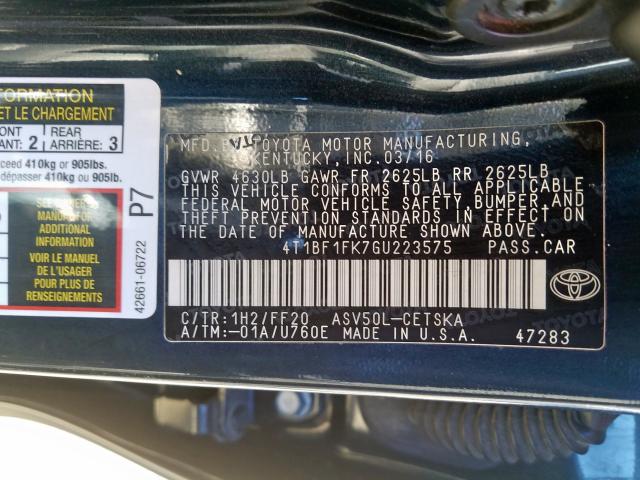 FORMATION
ET LE CHARGEMENT
ONT
ANT: 2
REAR
ARRIÈRE: 3
ceed 410kg or 905lbs.
dépasser 410kg ou 905lbs.
SEE OWNER'S
MANUAL FOR
ADDITIONAL
INFORMATION
VOIR LE MANUEL
DE L'USAGER
POUR PLUS DE
RENSEIGNEMENTS
P7
42661-06722
MFD. BY: TOYOTA MOTOR MANUFACTURING,
KENTUCKY, INC. 03/16
GVWR 4630LB GAWR FR 2625LB RR 2625LB
THIS VEHICLE CONFORMS TO ALL APPLICABLE
FEDERAL MOTOR VEHICLE SAFETY, BUMPER, AND
THEFT PREVENTION STANDARDS IN EFFECT ON
THE DATE OF MANUFACTURE SHOWN ABOVE.
4T1BF1FK7GU223575 PASS. CAR
C/TR: 1H2/FF20 ASV50L-CETSKA
A/TM: -01A/U760E MADE IN U.S.A.
47283
TOYOTA